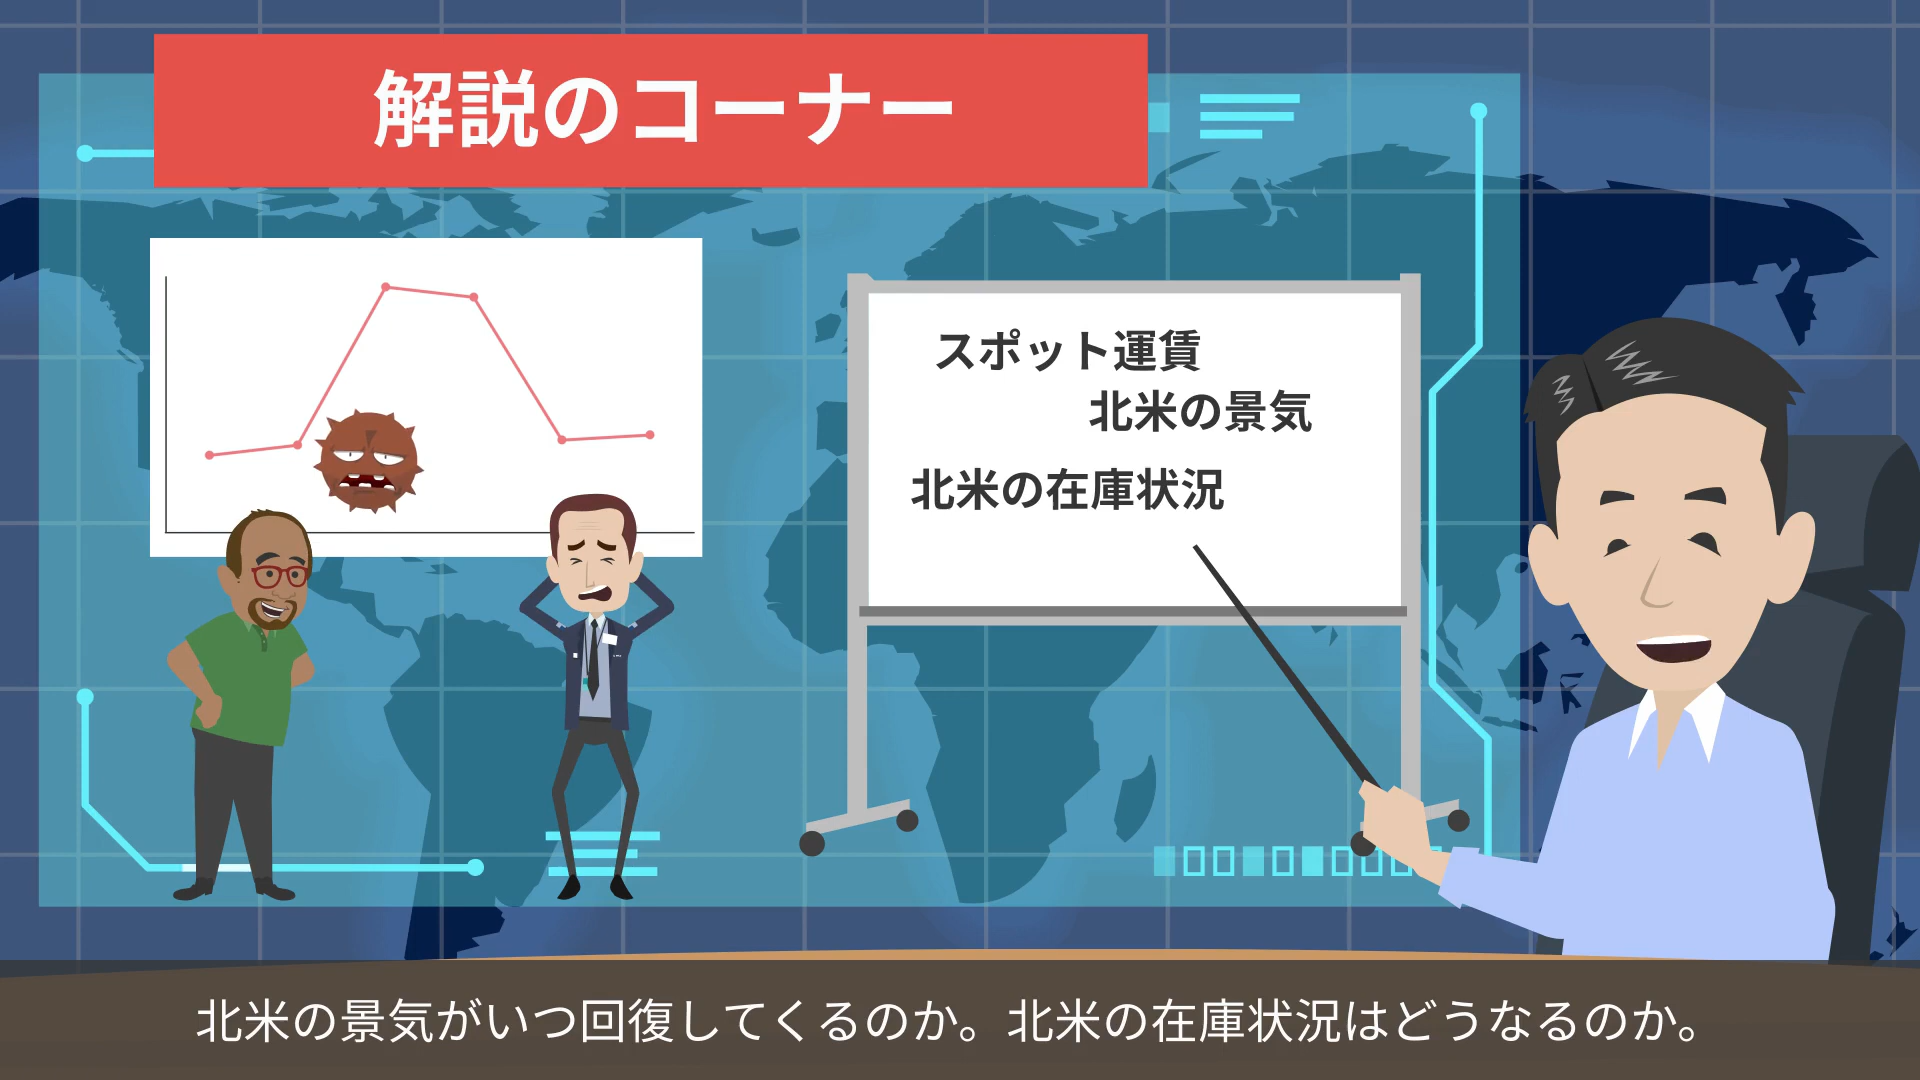 解説のコーナー
スポット運賃
北米の景気
北米の在庫状況
北米の景気がいつ回復してくるのか。北米の在庫状況はどうなるのか。